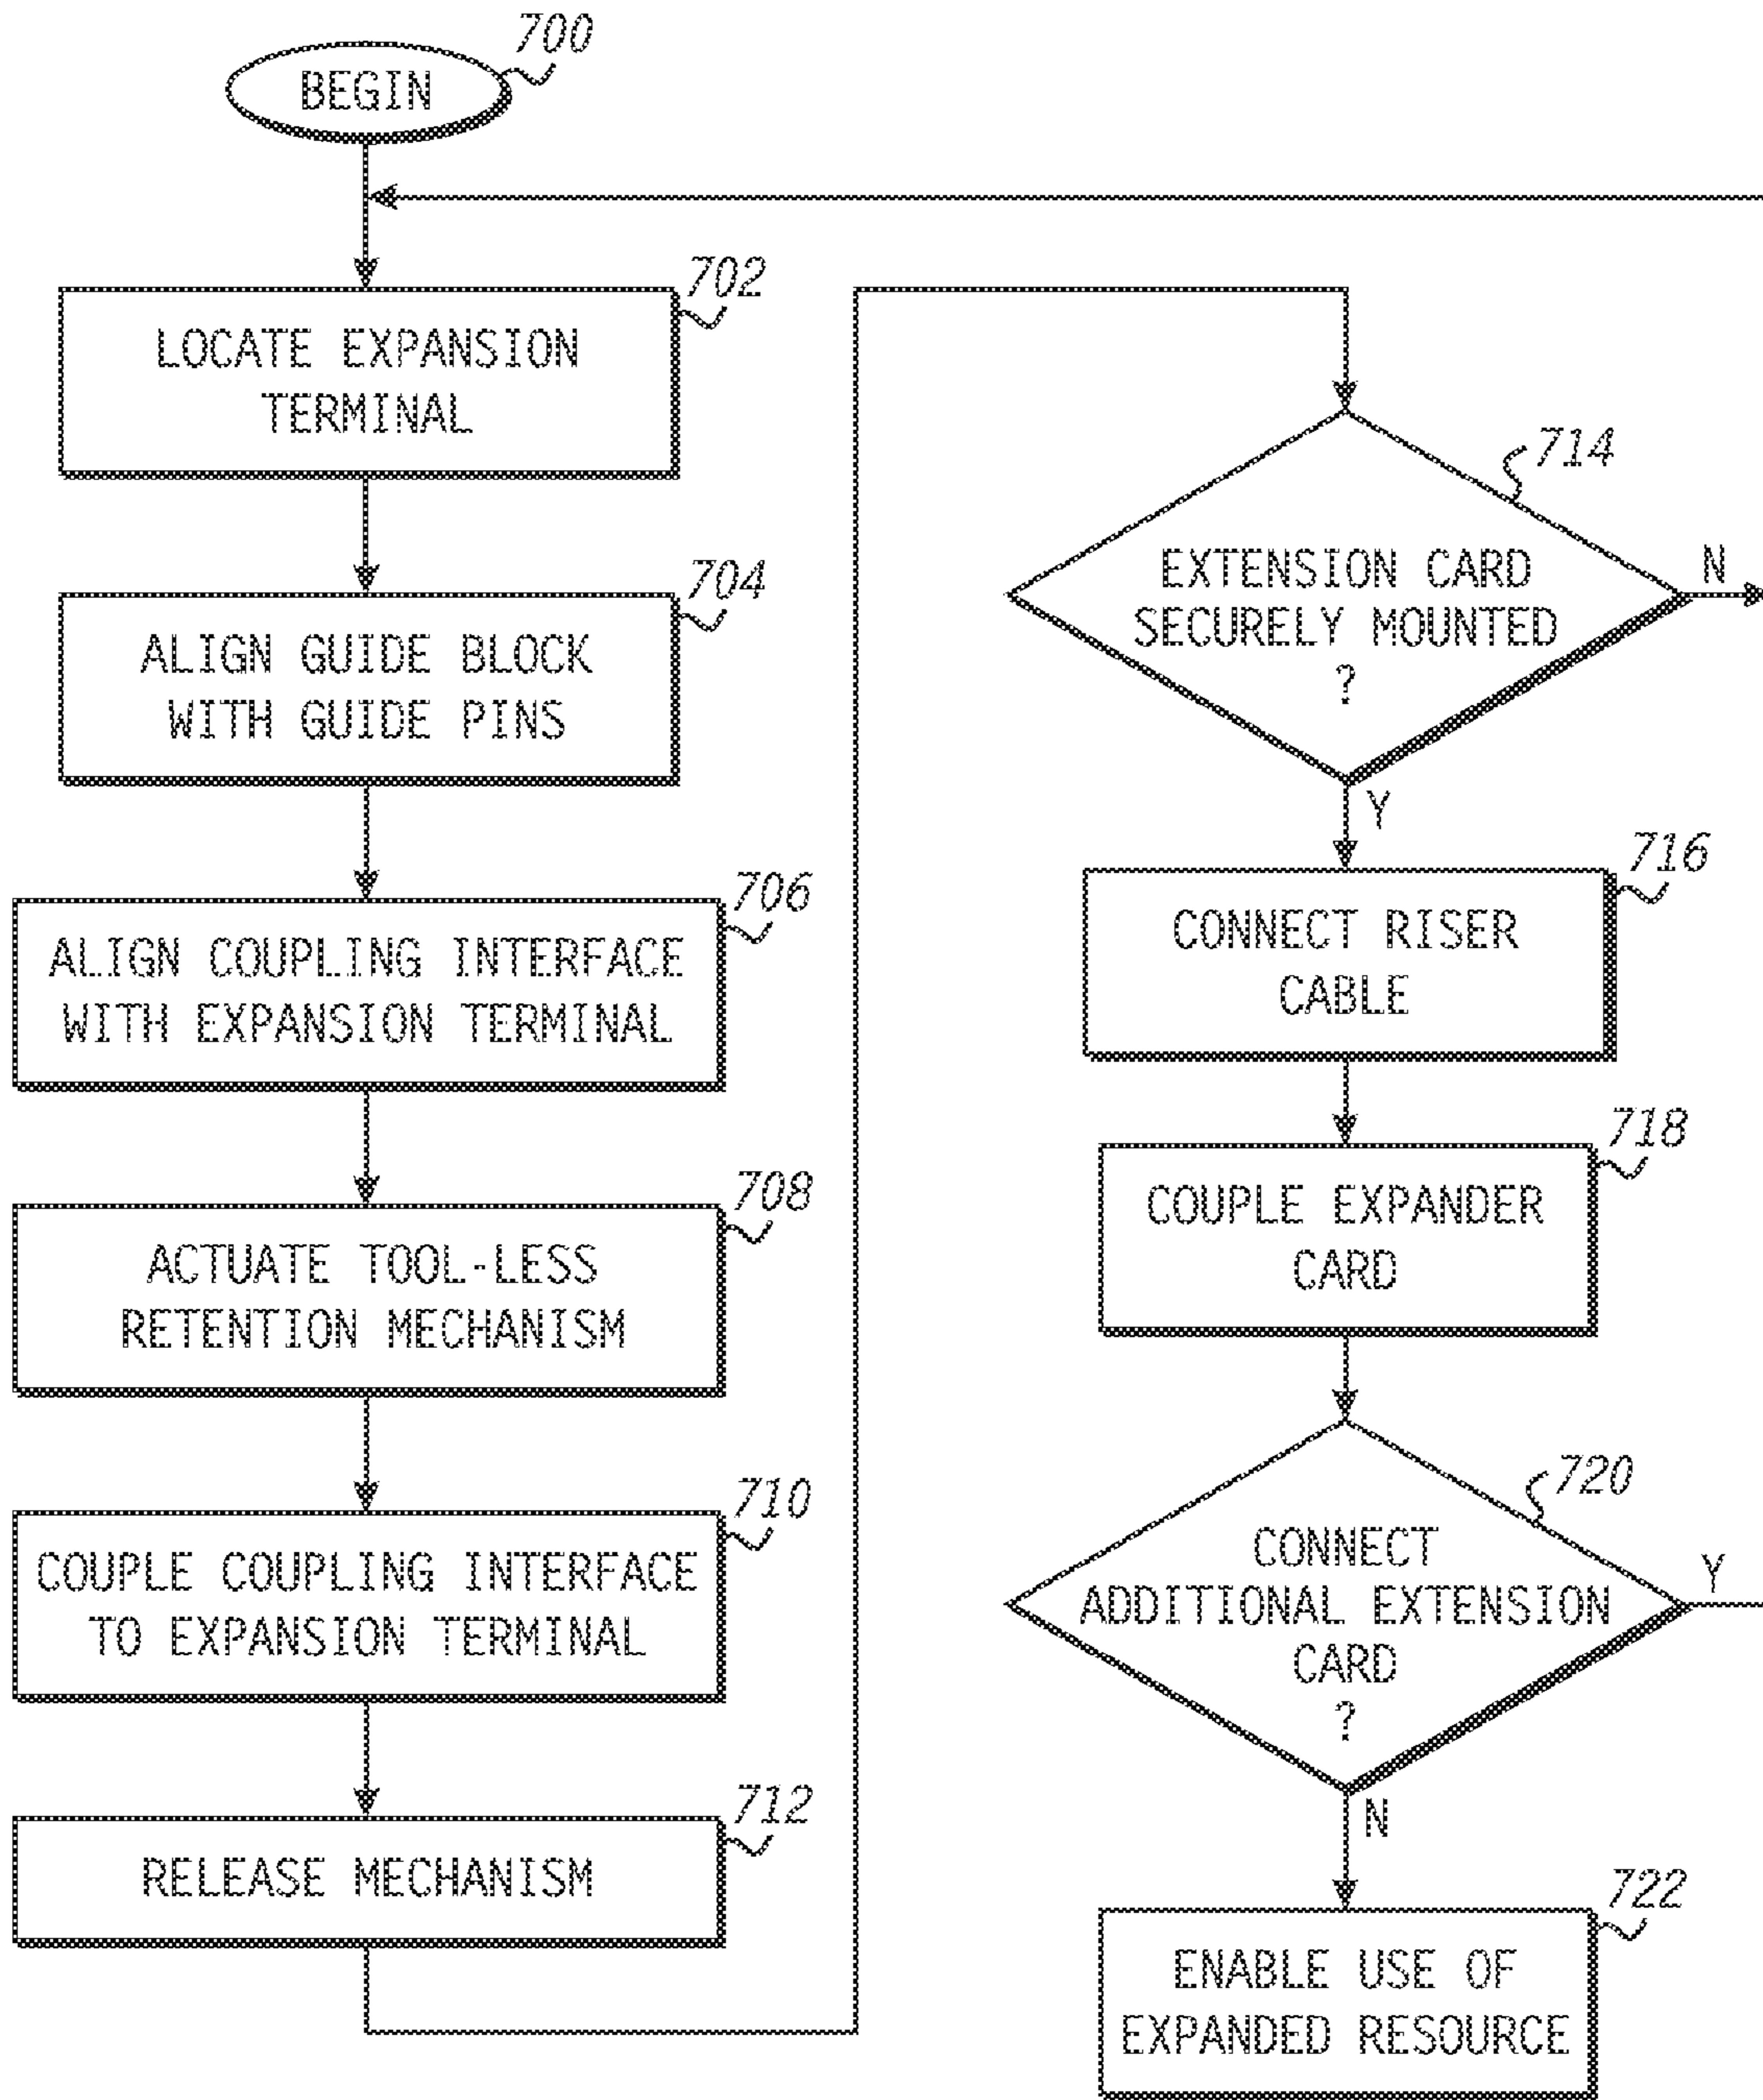 700
BEGIN
702
LOCATE EXPANSION
TERMINAL
704
ALIGN GUIDE BLOCK
WITH GUIDE PINS
706
ALIGN COUPLING INTERFACE
WITH EXPANSION TERMINAL
708
ACTUATE TOOL-LESS
RETENTION MECHANISM
710
COUPLE COUPLING INTERFACE
TO EXPANSION TERMINAL
712
RELEASE MECHANISM
714
EXTENSION CARD
SECURELY MOUNTED
?
N
Y
716
CONNECT RISER
CABLE
718
COUPLE EXPANDER
CARD
720
CONNECT
ADDITIONAL EXTENSION
CARD
?
Y
N
722
ENABLE USE OF
EXPANDED RESOURCE